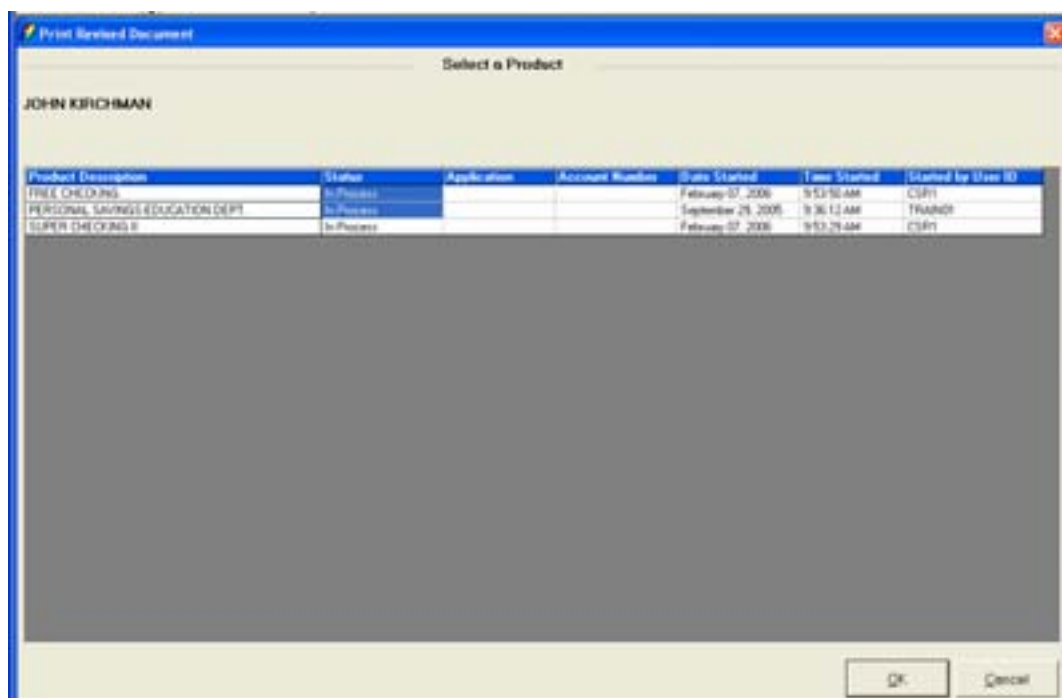 Print Revised Document
Select a Product
JOHN KIRCHMAN
Product Description Status Application Account Number Date Started Time Started Started by User ID
FREE CHECKING In Process February 07, 2006 9:53:50 AM CSR1
PERSONAL SAVINGS-EDUCATION DEPT In Process September 29, 2005 9:36:12 AM TRAIN01
SUPER CHECKING II In Process February 07, 2006 9:53:29 AM CSR1
OK Cancel